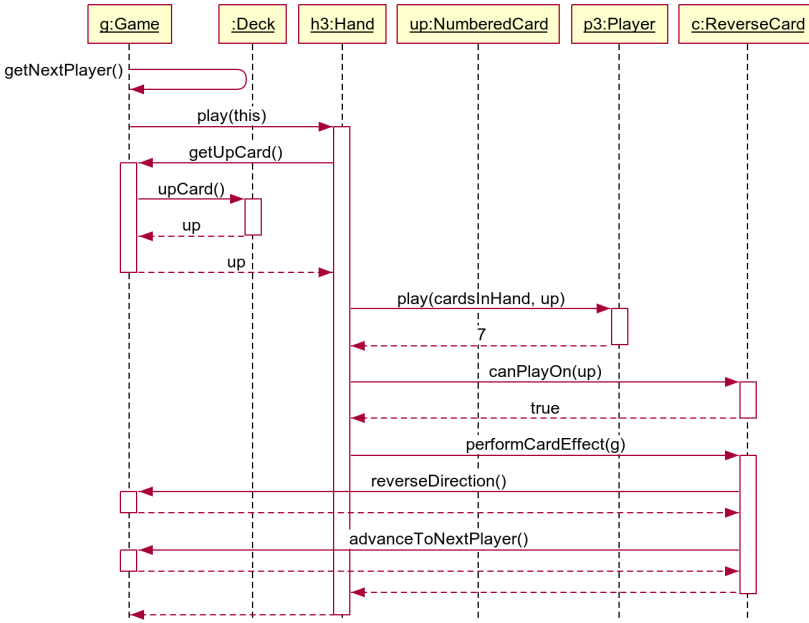 g:Game
:Deck
h3:Hand
up:NumberedCard
p3:Player
c:ReverseCard
getNextPlayer()
play(this)
getUpCard()
upCard()
up
up
play(cardsInHand, up)
7
canPlayOn(up)
true
performCardEffect(g)
reverseDirection()
advanceToNextPlayer()